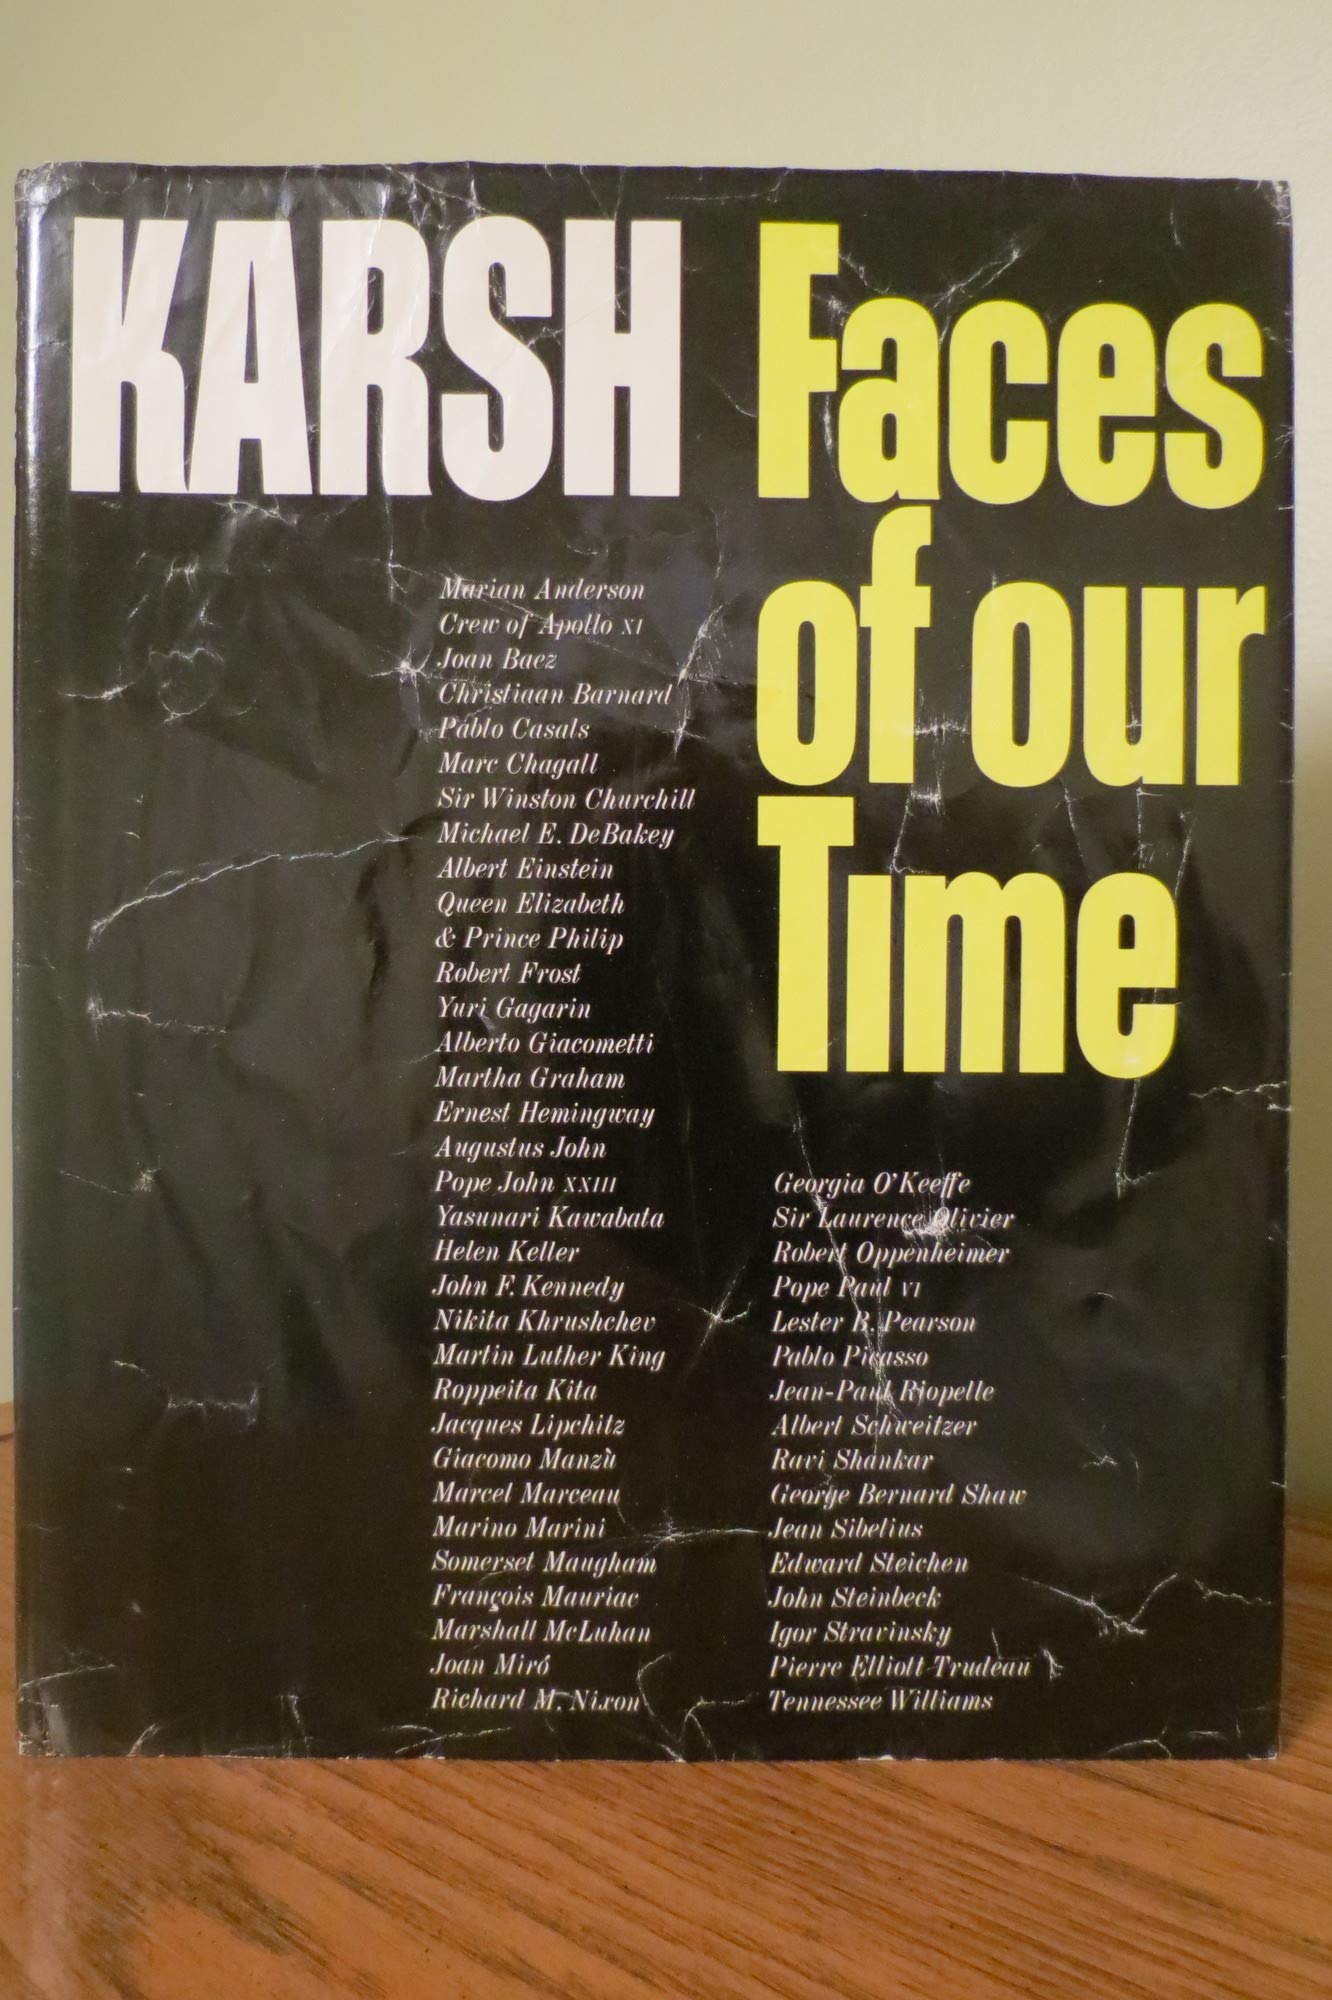 KARSH
Faces
of our
Time
Marian Anderson
Crew of Apollo XI
Joan Baez
Christiaan Barnard
Pablo Casals
Marc Chagall
Sir Winston Churchill
Michael E. DeBakey
Albert Einstein
Queen Elizabeth
& Prince Philip
Robert Frost
Yuri Gagarin
Alberto Giacometti
Martha Graham
Ernest Hemingway
Augustus John
Pope John XXIII
Yasunari Kawabata
Helen Keller
John F. Kennedy
Nikita Khrushchev
Martin Luther King
Roppeita Kita
Jacques Lipchitz
Giacomo Manzù
Marcel Marceau
Marino Marini
Somerset Maugham
François Mauriac
Marshall McLuhan
Joan Miró
Richard M. Nixon
Georgia O'Keeffe
Sir Laurence Olivier
Robert Oppenheimer
Pope Paul VI
Lester B. Pearson
Pablo Picasso
Jean-Paul Riopelle
Albert Schweitzer
Ravi Shankar
George Bernard Shaw
Jean Sibelius
Edward Steichen
John Steinbeck
Igor Stravinsky
Pierre Elliott Trudeau
Tennessee Williams